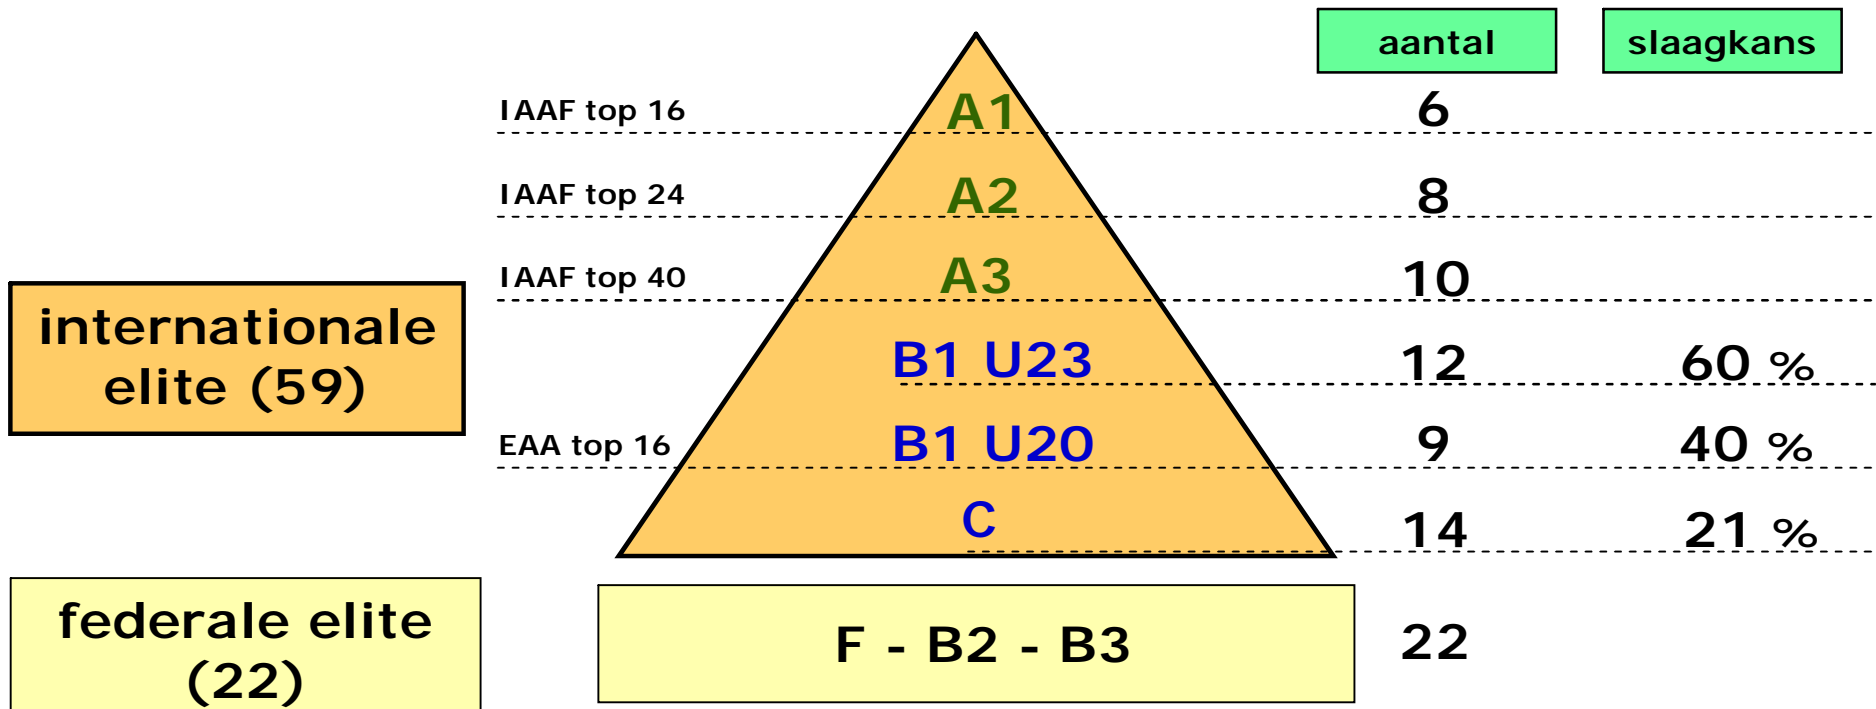 aantal slaagkans
IAAF top 16 A1 6
IAAF top 24 A2 8
IAAF top 40 A3 10
internationale
elite (59)
B1 U23 12 60 %
EAA top 16 B1 U20 9 40 %
C 14 21 %
federale elite
(22)
F - B2 - B3 22